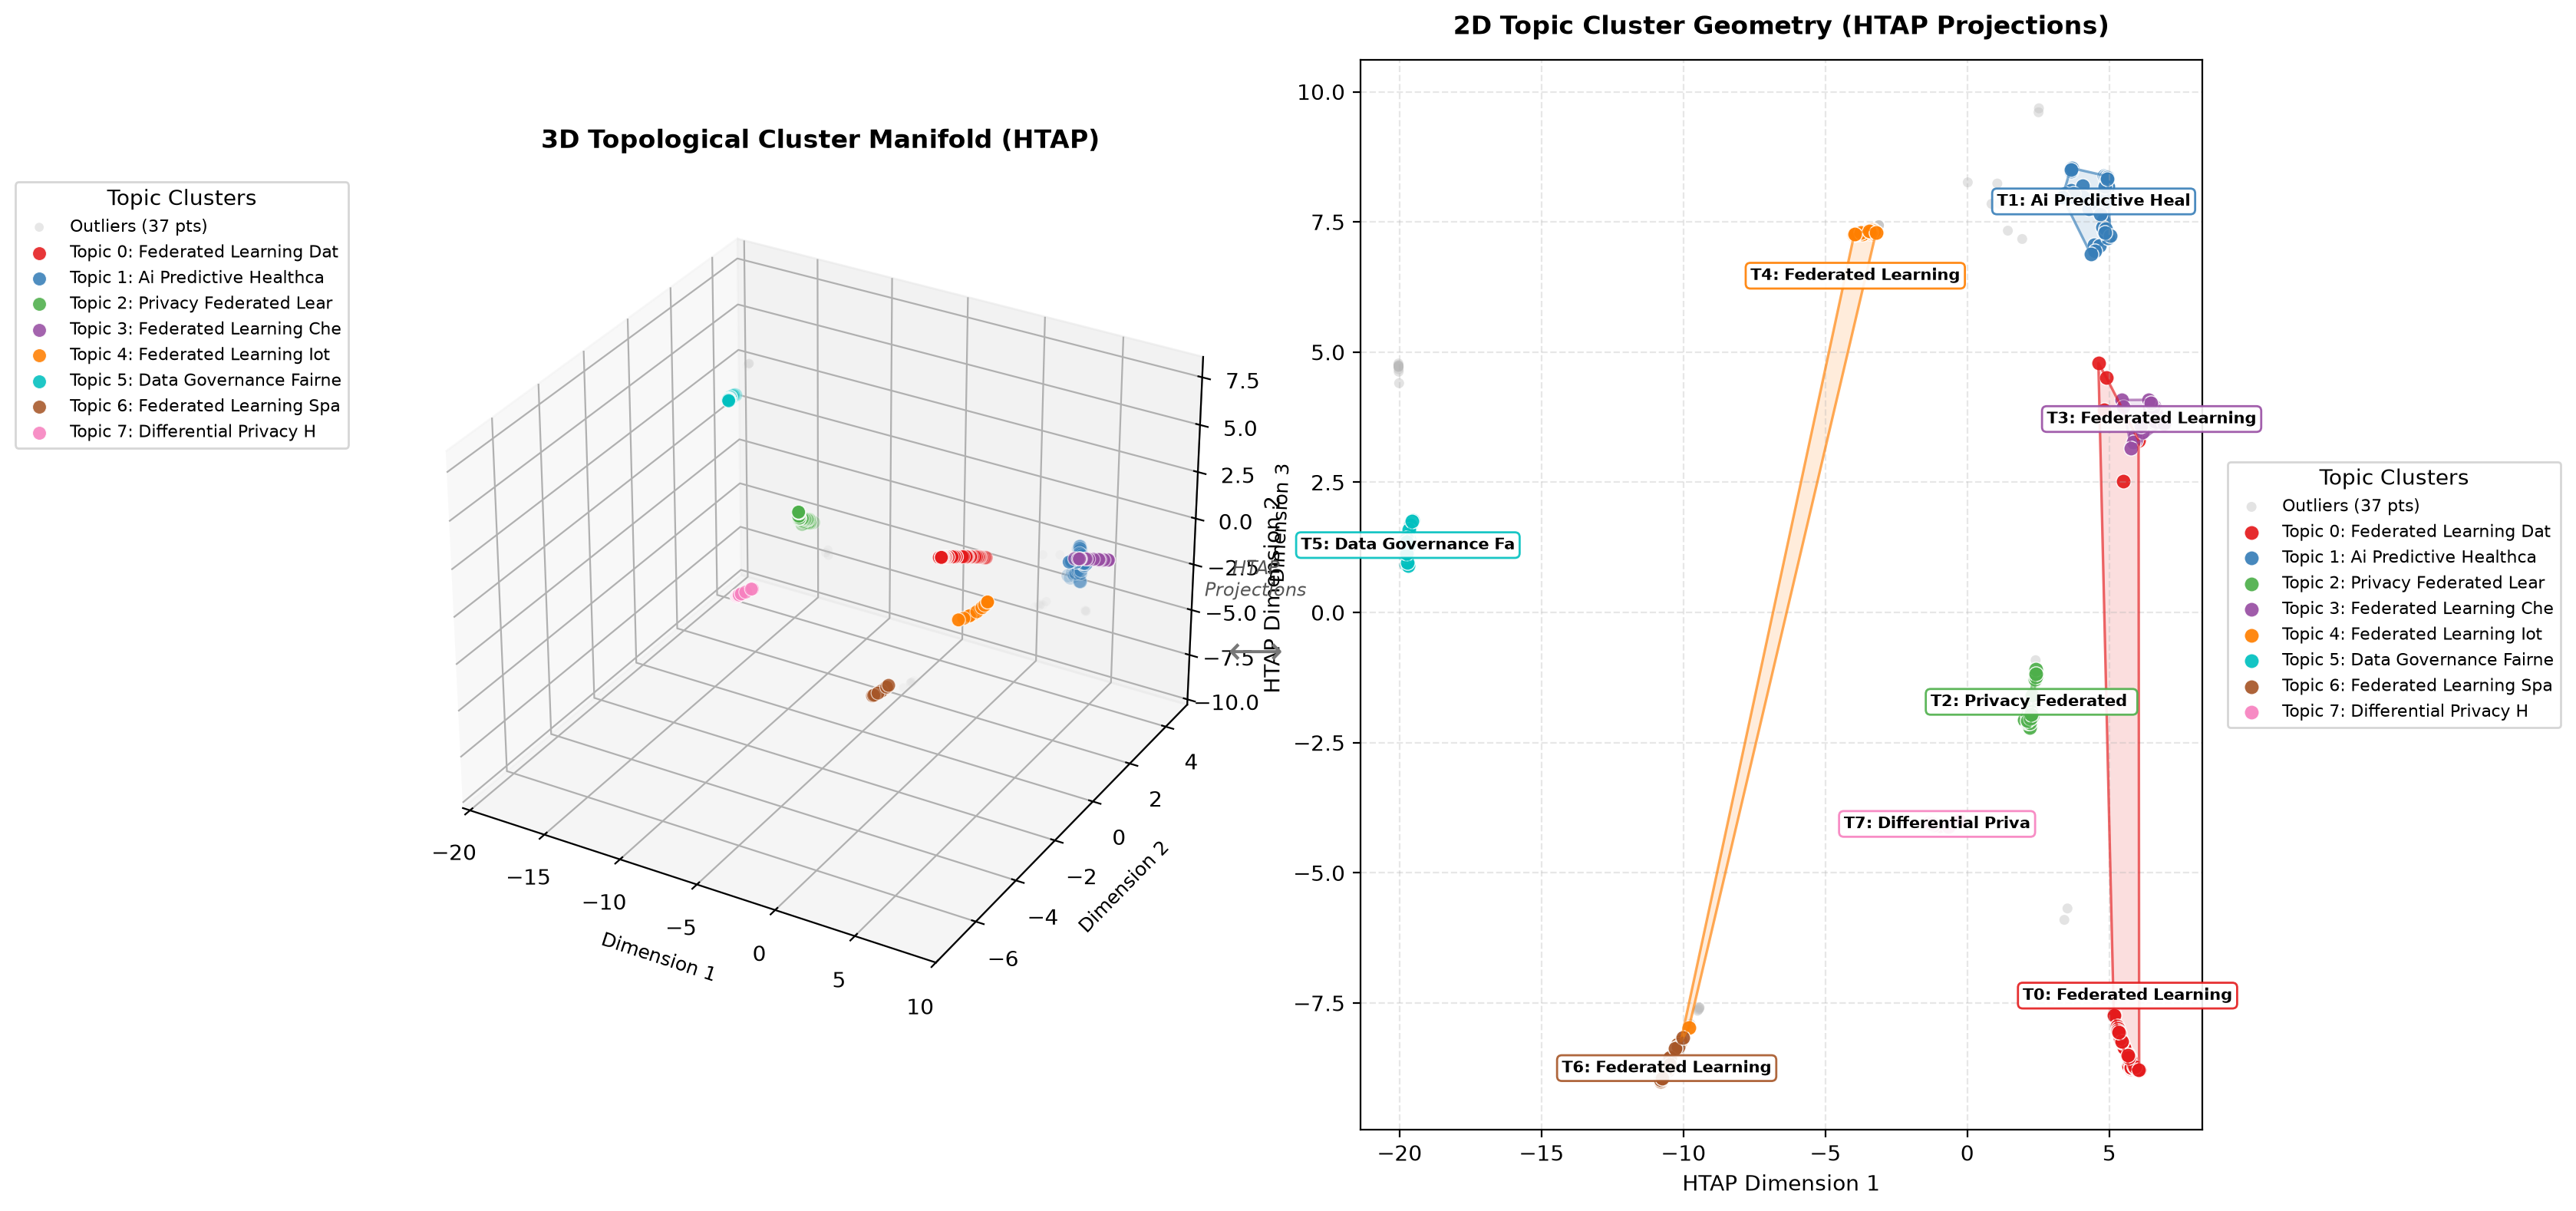 3D Topological Cluster Manifold (HTAP)
Topic Clusters
Outliers (37 pts)
Topic 0: Federated Learning Dat
Topic 1: Ai Predictive Healthca
Topic 2: Privacy Federated Lear
Topic 3: Federated Learning Che
Topic 4: Federated Learning Iot
Topic 5: Data Governance Fairne
Topic 6: Federated Learning Spa
Topic 7: Differential Privacy H
7.5
5.0
2.5
0.0
−2.5
−5.0
−7.5
−10.0
Dimension 3
4
2
0
−2
−4
−6
Dimension 2
−20
−15
−10
−5
0
5
10
Dimension 1
HTAP
Projections
2D Topic Cluster Geometry (HTAP Projections)
HTAP Dimension 2
10.0
7.5
5.0
2.5
0.0
−2.5
−5.0
−7.5
T1: Ai Predictive Heal
T4: Federated Learning
T3: Federated Learning
T5: Data Governance Fa
T2: Privacy Federated
T7: Differential Priva
T0: Federated Learning
T6: Federated Learning
−20
−15
−10
−5
0
5
HTAP Dimension 1
Topic Clusters
Outliers (37 pts)
Topic 0: Federated Learning Dat
Topic 1: Ai Predictive Healthca
Topic 2: Privacy Federated Lear
Topic 3: Federated Learning Che
Topic 4: Federated Learning Iot
Topic 5: Data Governance Fairne
Topic 6: Federated Learning Spa
Topic 7: Differential Privacy H